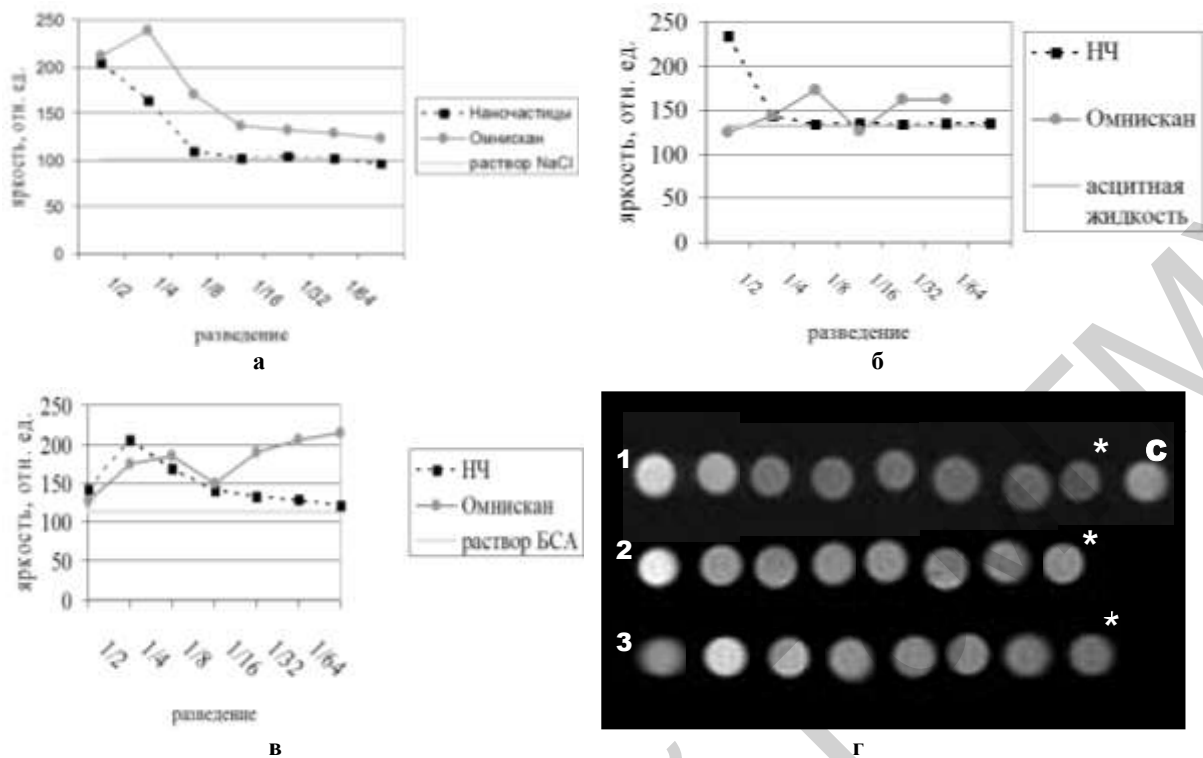 250
200
150
100
50
0
яркость, отн. ед.
1/2
1/4
1/8
1/16
1/32
1/64
разведение
Наночастицы
Омнискан
раствор NaCl
а
250
200
150
100
50
0
яркость, отн. ед.
1/2
1/4
1/8
1/16
1/32
1/64
разведение
НЧ
Омнискан
асцитная
жидкость
б
250
200
150
100
50
0
яркость, отн. ед.
1/2
1/4
1/8
1/16
1/32
1/64
разведение
НЧ
Омнискан
раствор БСА
в
1 * C
2 *
3 *
г